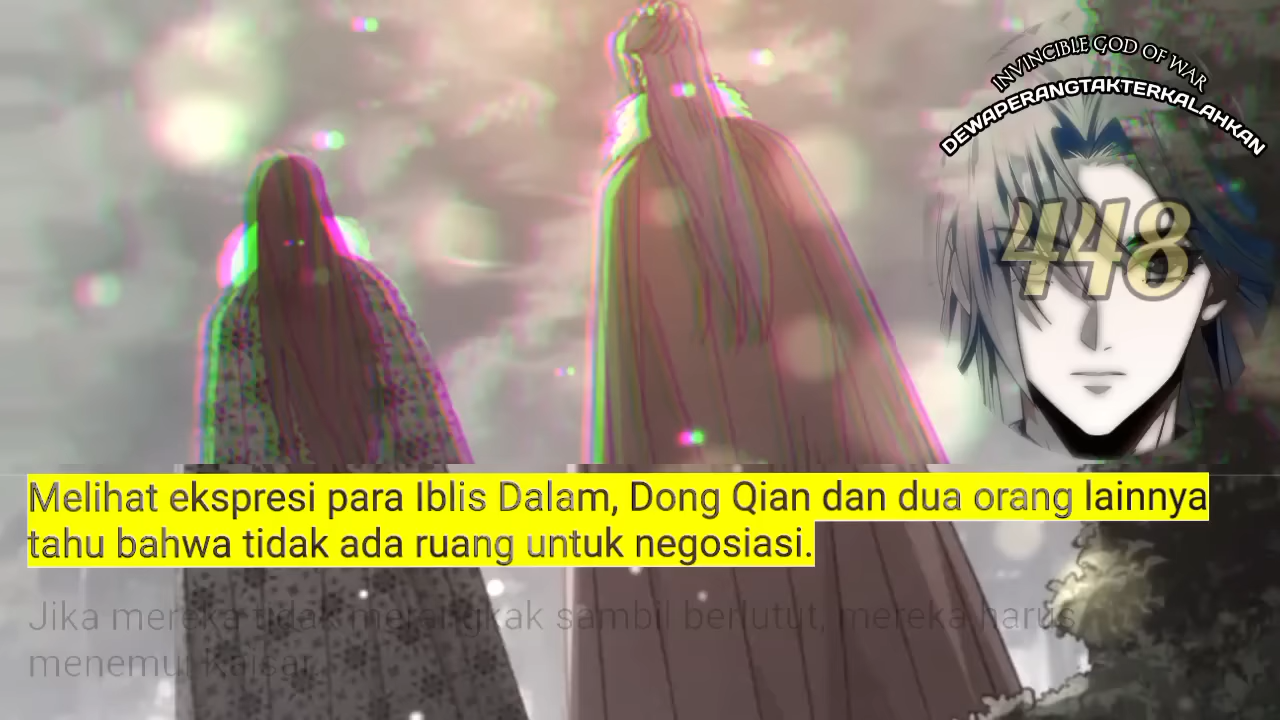 INVINCIBLE GOD OF WAR
DEWAPERANGTAKTERKALAHKAN
448
Melihat ekspresi para Iblis Dalam, Dong Qian dan dua orang lainnya
tahu bahwa tidak ada ruang untuk negosiasi.
Jika mereka tidak merangkak sambil berlutut, mereka harus
menemui Kaisar.